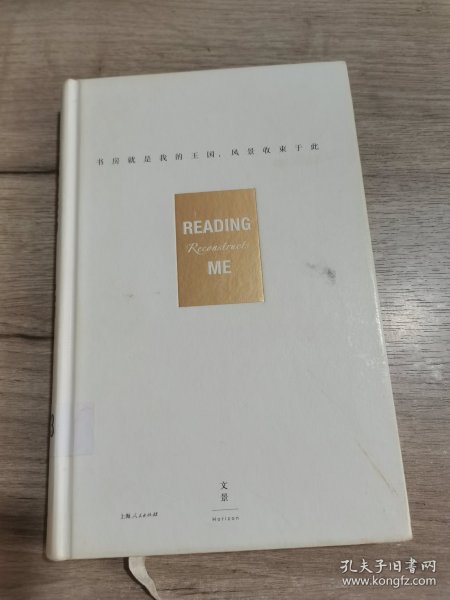 书房就是我的王国，风景收束于此
READING
Reconstructs
ME
3
文
景
Horizon
上海人民出版社
孔夫子旧书网
www.kongfz.com